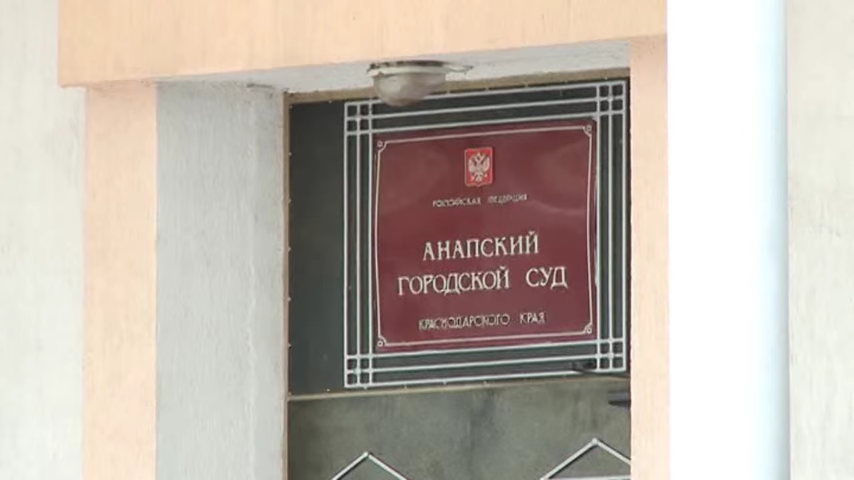 РОССИЙСКАЯ ФЕДЕРАЦИЯ
АНАПСКИЙ
ГОРОДСКОЙ СУД
КРАСНОДАРСКОГО КРАЯ